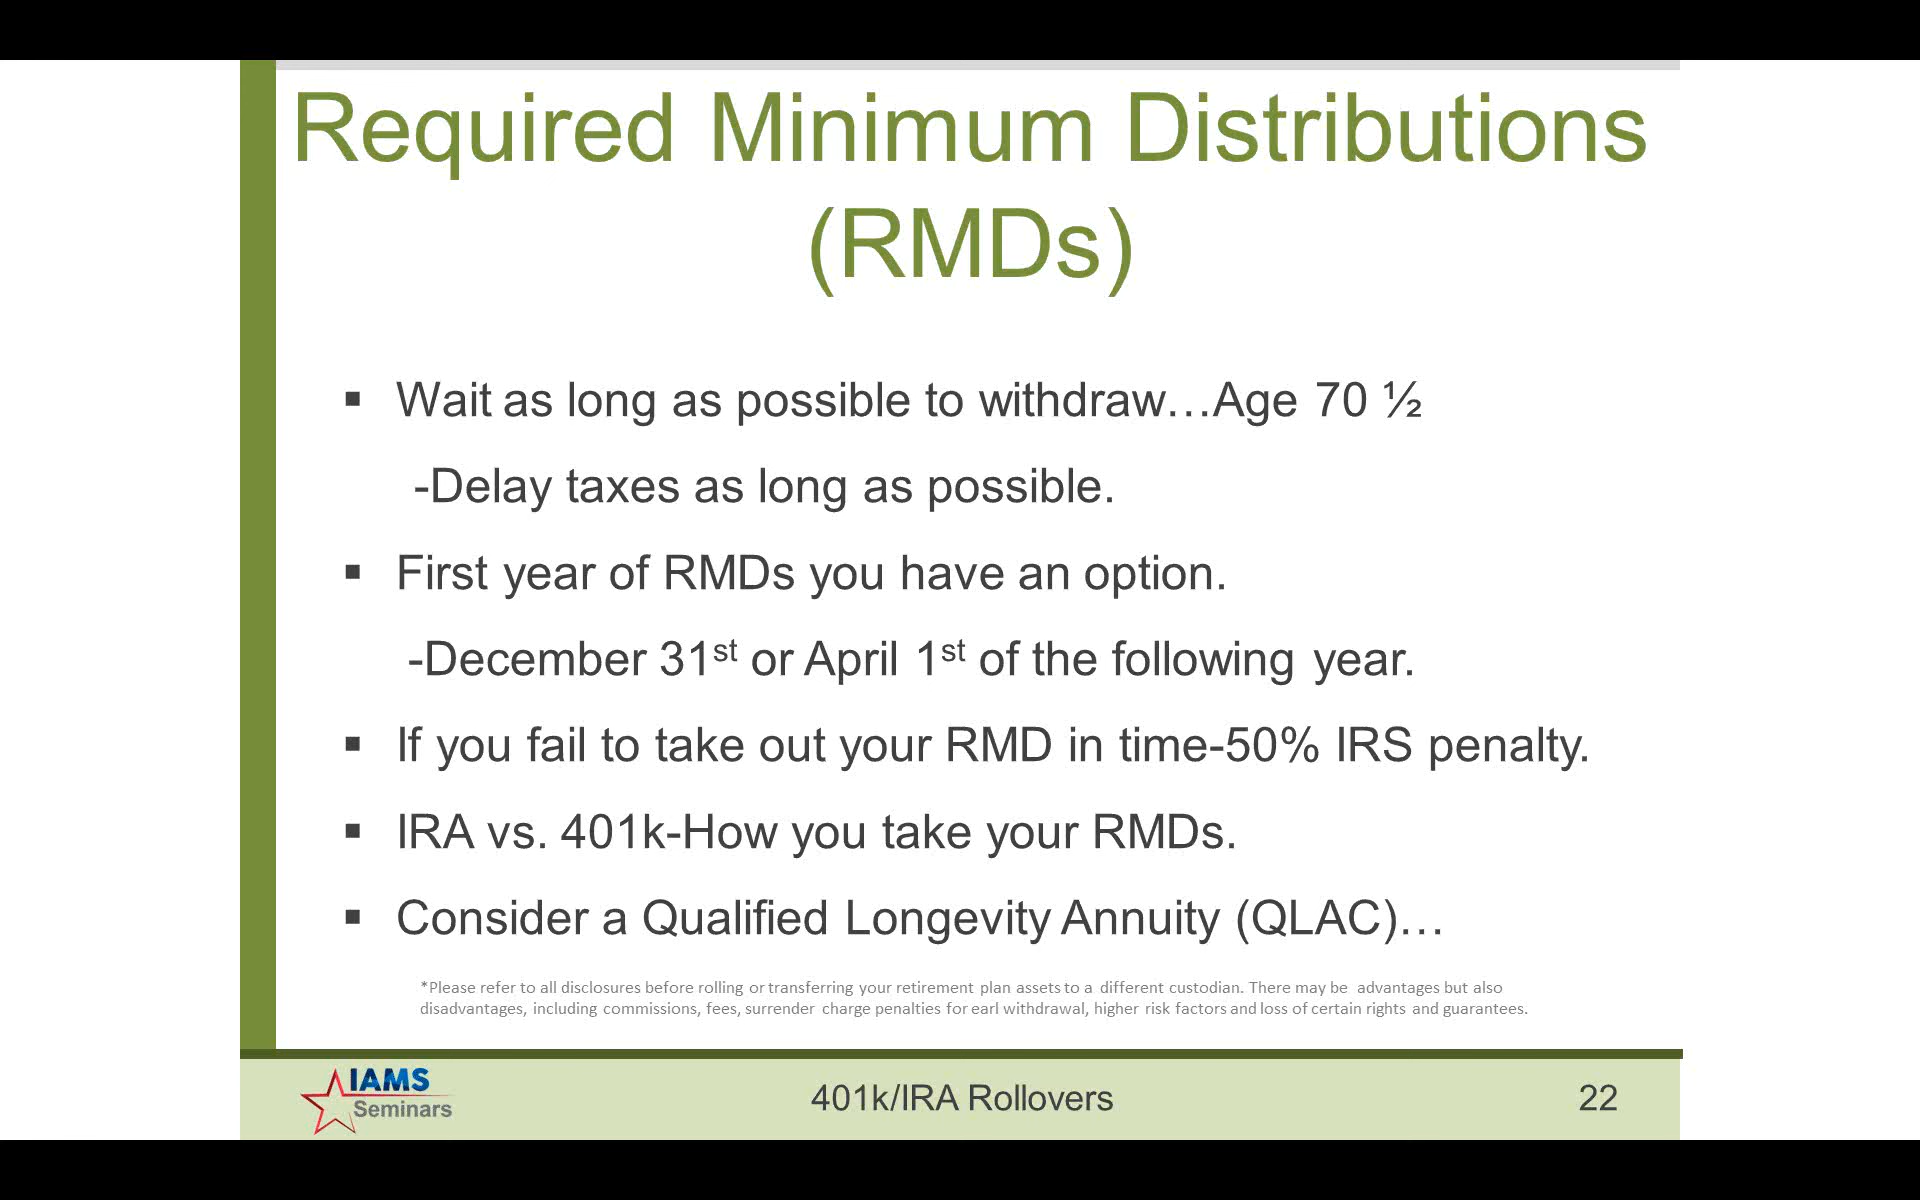 Required Minimum Distributions
(RMDs)
▪ Wait as long as possible to withdraw…Age 70 ½
-Delay taxes as long as possible.
▪ First year of RMDs you have an option.
-December 31st or April 1st of the following year.
▪ If you fail to take out your RMD in time-50% IRS penalty.
▪ IRA vs. 401k-How you take your RMDs.
▪ Consider a Qualified Longevity Annuity (QLAC)…
*Please refer to all disclosures before rolling or transferring your retirement plan assets to a different custodian. There may be advantages but also
disadvantages, including commissions, fees, surrender charge penalties for earl withdrawal, higher risk factors and loss of certain rights and guarantees.
IAMS
Seminars
401k/IRA Rollovers
22